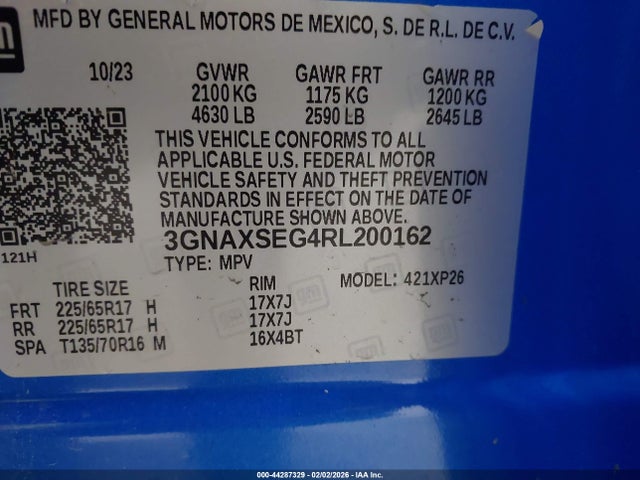 GM
MFD BY GENERAL MOTORS DE MEXICO, S. DE R.L. DE C.V.
10/23 GVWR GAWR FRT GAWR RR
2100 KG 1175 KG 1200 KG
4630 LB 2590 LB 2645 LB
THIS VEHICLE CONFORMS TO ALL
APPLICABLE U.S. FEDERAL MOTOR
VEHICLE SAFETY AND THEFT PREVENTION
STANDARDS IN EFFECT ON THE DATE OF
MANUFACTURE SHOWN ABOVE.
3GNAXSEG4RL200162
121H
TYPE: MPV
TIRE SIZE RIM MODEL: 421XP26
FRT 225/65R17 H 17X7J
RR 225/65R17 H 17X7J
SPA T135/70R16 M 16X4BT
000-44287329 - 02/02/2026 - IAA Inc.